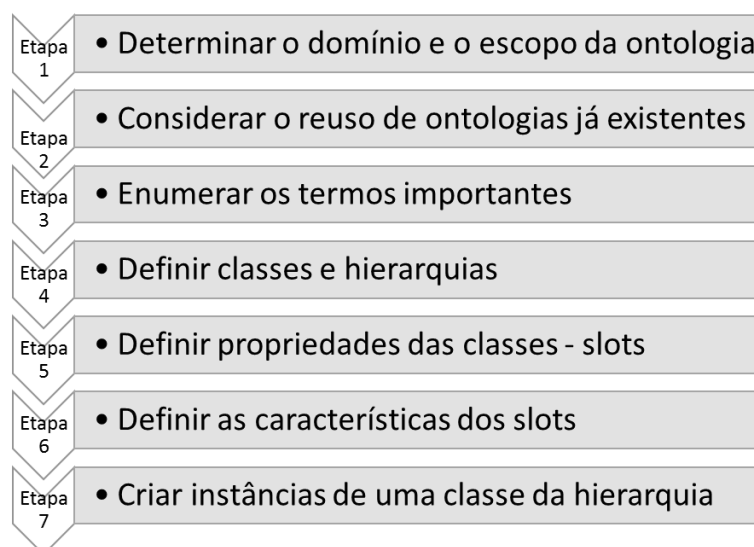 Etapa
1
• Determinar o domínio e o escopo da ontologia
Etapa
2
• Considerar o reuso de ontologias já existentes
Etapa
3
• Enumerar os termos importantes
Etapa
4
• Definir classes e hierarquias
Etapa
5
• Definir propriedades das classes - slots
Etapa
6
• Definir as características dos slots
Etapa
7
• Criar instâncias de uma classe da hierarquia